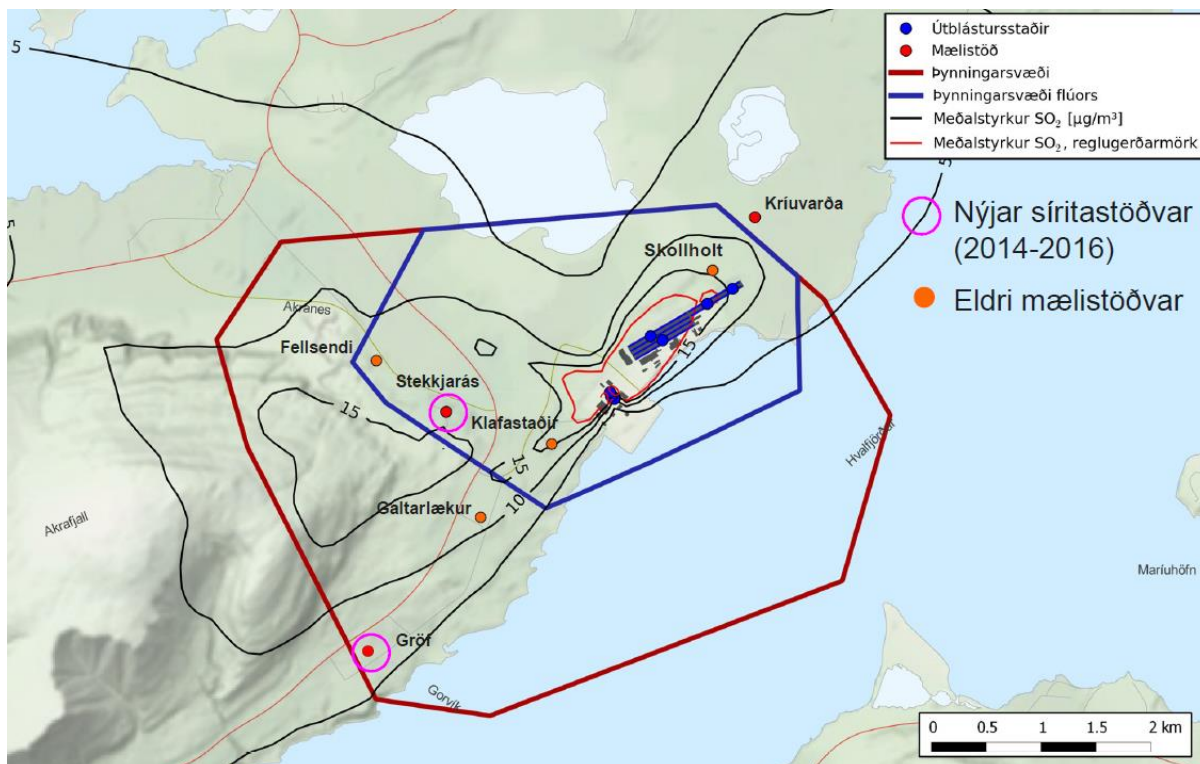 Útblástursstaðir
Mælistöð
Þynningarsvæði
Þynningarsvæði flúors
Meðalstyrkur SO₂ [µg/m³]
Meðalstyrkur SO₂, reglugerðarmörk
Nýjar síritastöðvar
(2014-2016)
Eldri mælistöðvar
5
5
5
Kríuvarða
Skollholt
Akranes
Fellsendi
Stekkjarás
15
15
Klafastaðir
15
Hvalfjörður
10
Galtarlækur
Akrafjall
Maríuhöfn
Gröf
Gorvík
0 0.5 1 1.5 2 km